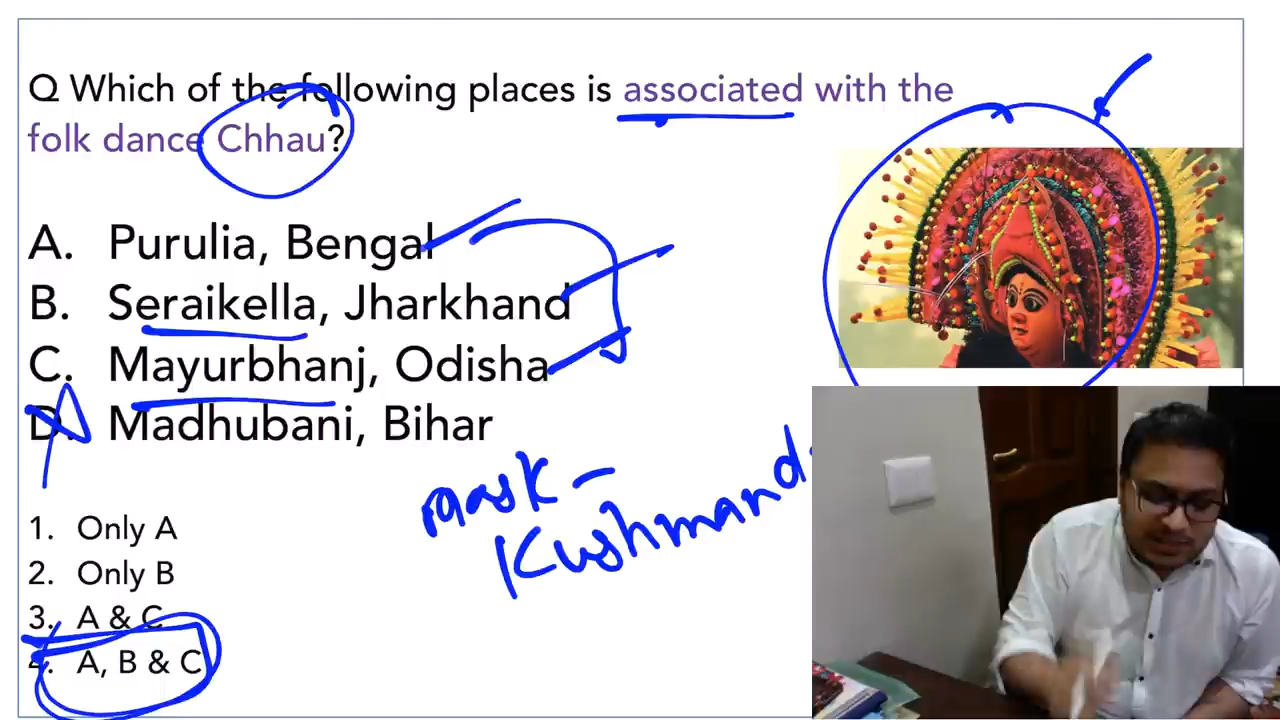 Q Which of the following places is associated with the
folk dance Chhau?
A. Purulia, Bengal
B. Seraikella, Jharkhand
C. Mayurbhanj, Odisha
D. Madhubani, Bihar
mask -
Kushmand
1. Only A
2. Only B
3. A & C
4. A, B & C